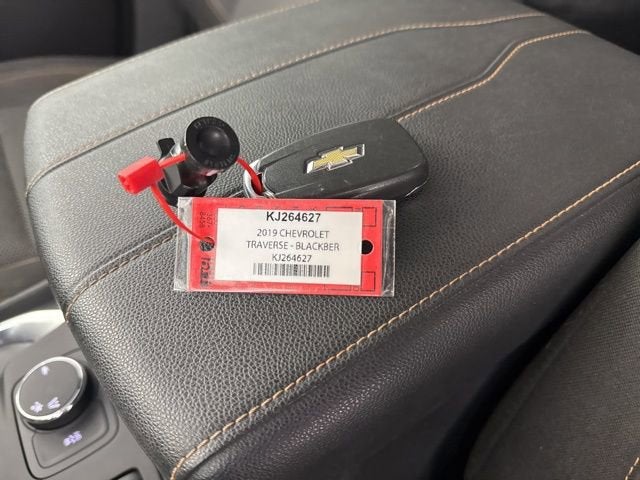 KJ264627
2019 CHEVROLET
TRAVERSE - BLACKBER
KJ264627